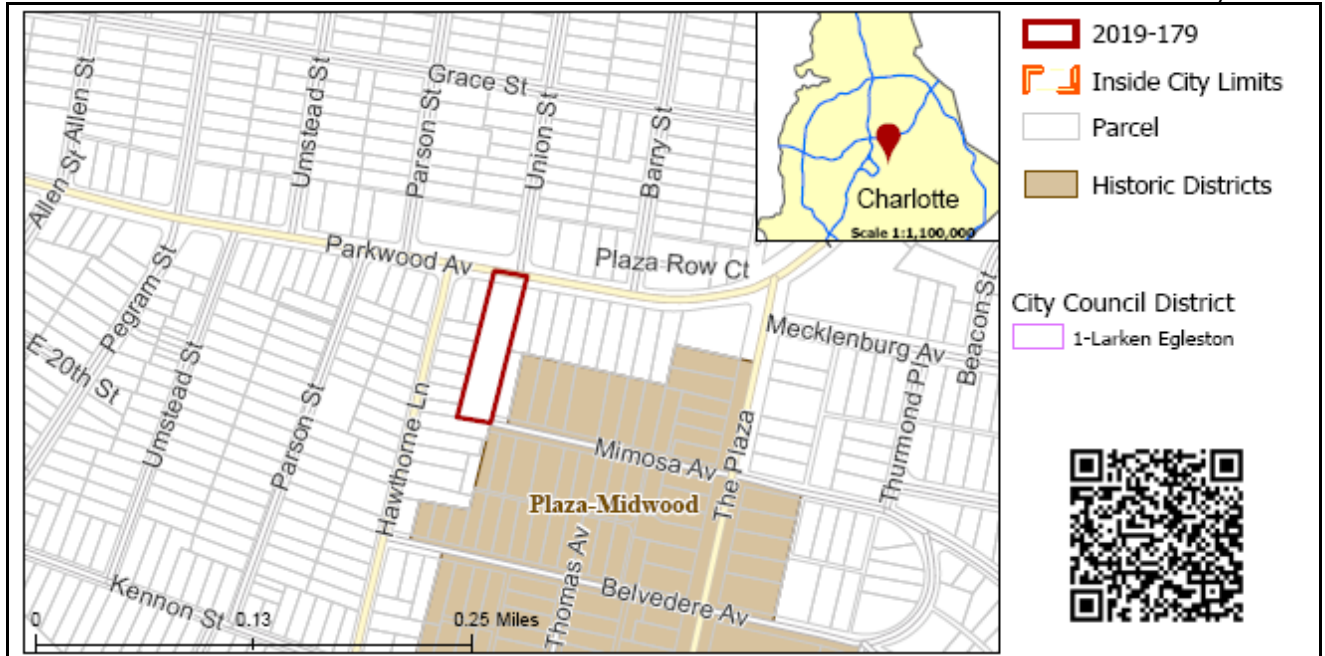 Grace St
Allen St
Allen St
Umstead St
Parson St
Union St
Barry St
Parkwood Av
Plaza Row Ct
Pegram St
E 20th St
Umstead St
Parson St
Hawthorne Ln
Mecklenburg Av
Beacon St
Thurmond Pl
Mimosa Av
The Plaza
Plaza-Midwood
Thomas Av
Belvedere Av
Kennon St
0
0.13
0.25 Miles
Charlotte
Scale 1:1,100,000
2019-179
Inside City Limits
Parcel
Historic Districts
City Council District
1-Larken Egleston